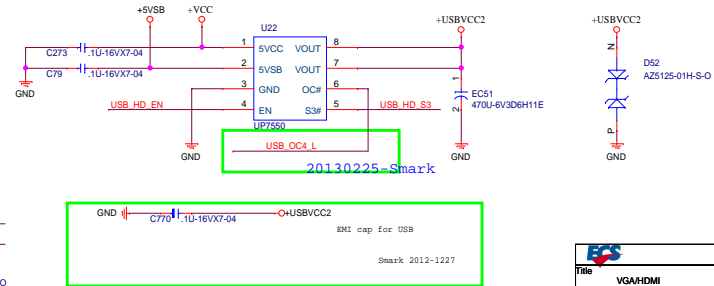 +5VSB
+VCC
U22
+USBVCC2
+USBVCC2
C273
.1U-16VX7-04
C79
.1U-16VX7-04
GND
1 5VCC VOUT 8
2 5VSB VOUT 7
3 GND OC# 6
4 EN S3# 5
UP7550
USB_HD_EN
USB_HD_S3
GND
USB_OC4_L
20130225-Smark
1
2
EC51
470U-6V3D6H11E
GND
N
D52
AZ5125-01H-S-O
P
GND
GND
C770
.1U-16VX7-04
+USBVCC2
EMI cap for USB
Smark 2012-1227
O
ECS
Title
VGA/HDMI